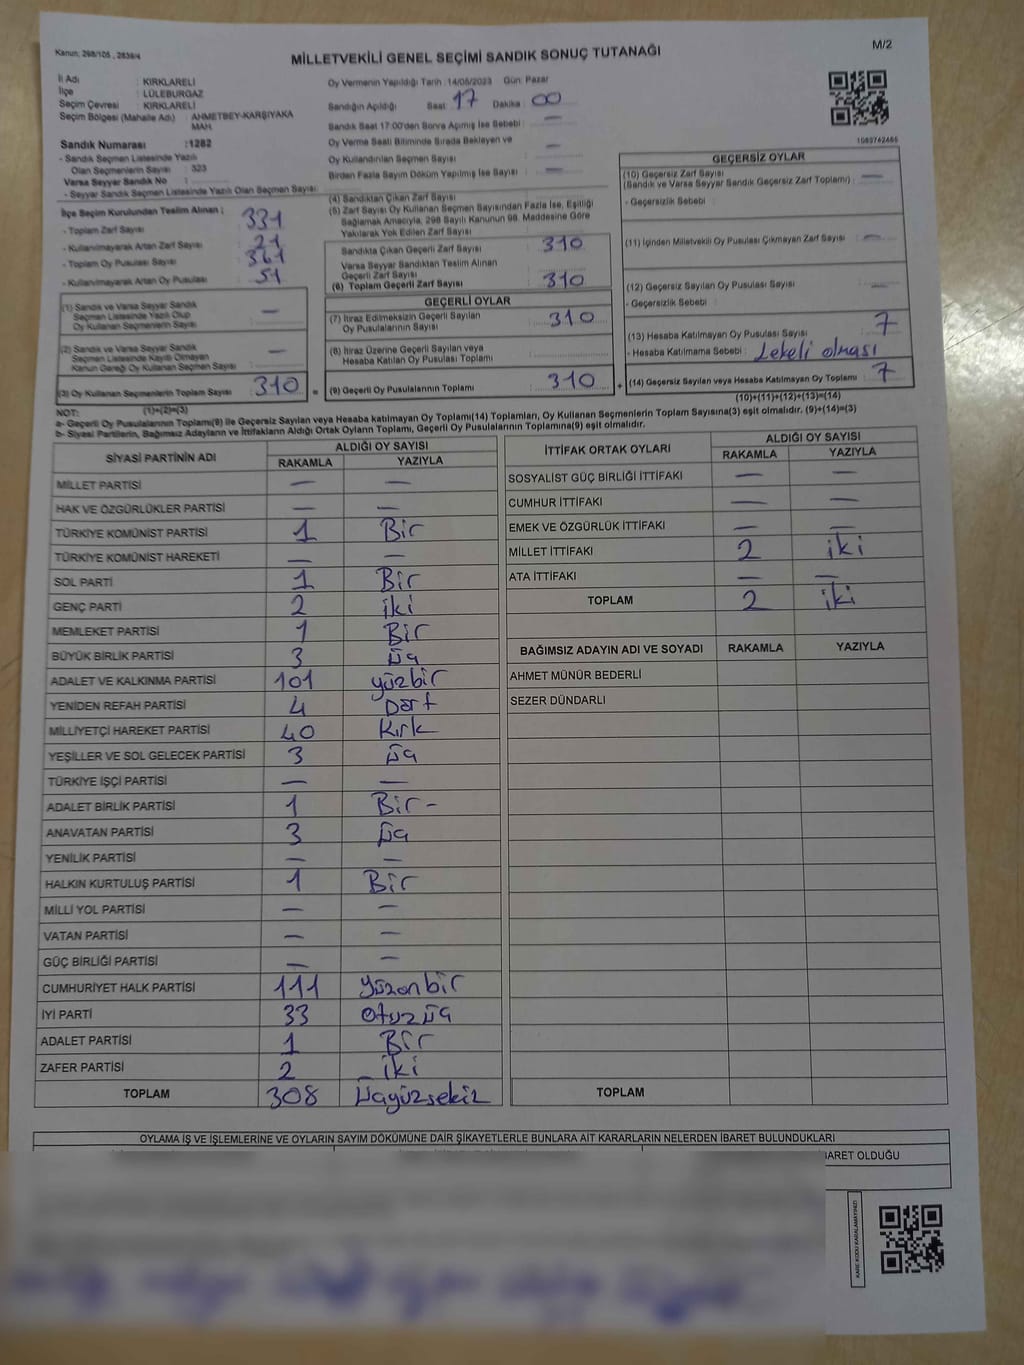 Kanun; 298/105 , 2839/4
MİLLETVEKİLİ GENEL SEÇİMİ SANDIK SONUÇ TUTANAĞI
M/2
İl Adı : KIRKLARELİ
İlçe : LÜLEBURGAZ
Seçim Çevresi : KIRKLARELİ
Seçim Bölgesi (Mahalle Adı) : AHMETBEY-KARŞIYAKA MAH.
Sandık Numarası : 1282
- Sandık Seçmen Listesinde Yazılı
Olan Seçmenlerin Sayısı : 323
Varsa Seyyar Sandık No :
- Seyyar Sandık Seçmen Listesinde Yazılı Olan Seçmen Sayısı:
Oy Vermenin Yapıldığı Tarih : 14/05/2023 Gün: Pazar
Sandığın Açıldığı Saat 17 Dakika : 00
Sandık Saat 17:00'den Sonra Açılmış İse Sebebi : —
Oy Verme Saati Bitiminde Sırada Bekleyen ve
Oy Kullandırılan Seçmen Sayısı —
Birden Fazla Sayım Döküm Yapılmış İse Sayısı : —
İlçe Seçim Kurulundan Teslim Alınan ;
- Toplam Zarf Sayısı : 331
- Kullanılmayarak Artan Zarf Sayısı : 21
- Toplam Oy Pusulası Sayısı : 361
- Kullanılmayarak Artan Oy Pusulası : 51
(1) Sandık ve Varsa Seyyar Sandık
Seçmen Listesinde Yazılı Olup
Oy Kullanan Seçmenlerin Sayısı —
(2) Sandık ve Varsa Seyyar Sandık
Seçmen Listesinde Kayıtlı Olmayan
Kanun Gereği Oy Kullanan Seçmen Sayısı —
(3) Oy Kullanan Seçmenlerin Toplam Sayısı 310 =
(1)+(2)=(3)
(4) Sandıktan Çıkan Zarf Sayısı
(5) Zarf Sayısı Oy Kullanan Seçmen Sayısından Fazla İse, Eşitliği
Sağlamak Amacıyla, 298 Sayılı Kanunun 98. Maddesine Göre
Yakılarak Yok Edilen Zarf Sayısı
Sandıkta Çıkan Geçerli Zarf Sayısı 310
Varsa Seyyar Sandıktan Teslim Alınan
Geçerli Zarf Sayısı
(6) Toplam Geçerli Zarf Sayısı : 310
GEÇERLİ OYLAR
(7) İtiraz Edilmeksizin Geçerli Sayılan
Oy Pusulalarının Sayısı : 310
(8) İtiraz Üzerine Geçerli Sayılan veya
Hesaba Katılan Oy Pusulası Toplamı
(9) Geçerli Oy Pusulalarının Toplamı : 310 +
1083742465
GEÇERSİZ OYLAR
(10) Geçersiz Zarf Sayısı
(Sandık ve Varsa Seyyar Sandık Geçersiz Zarf Toplamı) : —
- Geçersizlik Sebebi :
(11) İçinden Milletvekili Oy Pusulası Çıkmayan Zarf Sayısı : —
(12) Geçersiz Sayılan Oy Pusulası Sayısı : —
- Geçersizlik Sebebi :
(13) Hesaba Katılmayan Oy Pusulası Sayısı : 7
- Hesaba Katılmama Sebebi : Lekeli olması
(14) Geçersiz Sayılan veya Hesaba Katılmayan Oy Toplamı : 7
(10)+(11)+(12)+(13)=(14)
NOT:
a- Geçerli Oy Pusulalarının Toplamı(9) ile Geçersiz Sayılan veya Hesaba katılmayan Oy Toplamı(14) Toplamları, Oy Kullanan Seçmenlerin Toplam Sayısına(3) eşit olmalıdır. (9)+(14)=(3)
b- Siyasi Partilerin, Bağımsız Adayların ve İttifakların Aldığı Ortak Oyların Toplamı, Geçerli Oy Pusulalarının Toplamına(9) eşit olmalıdır.
SİYASİ PARTİNİN ADI ALDIĞI OY SAYISI
RAKAMLA YAZIYLA
MİLLET PARTİSİ — —
HAK VE ÖZGÜRLÜKLER PARTİSİ — —
TÜRKİYE KOMÜNİST PARTİSİ 1 Bir
TÜRKİYE KOMÜNİST HAREKETİ — —
SOL PARTİ 1 Bir
GENÇ PARTİ 2 iki
MEMLEKET PARTİSİ 1 Bir
BÜYÜK BİRLİK PARTİSİ 3 üç
ADALET VE KALKINMA PARTİSİ 101 yüzbir
YENİDEN REFAH PARTİSİ 4 Dört
MİLLİYETÇİ HAREKET PARTİSİ 40 Kırk
YEŞİLLER VE SOL GELECEK PARTİSİ 3 üç
TÜRKİYE İŞÇİ PARTİSİ — —
ADALET BİRLİK PARTİSİ 1 Bir -
ANAVATAN PARTİSİ 3 üç
YENİLİK PARTİSİ — —
HALKIN KURTULUŞ PARTİSİ 1 Bir
MİLLİ YOL PARTİSİ — —
VATAN PARTİSİ — —
GÜÇ BİRLİĞİ PARTİSİ — —
CUMHURİYET HALK PARTİSİ 111 yüzonbir
İYİ PARTİ 33 otuzüç
ADALET PARTİSİ 1 Bir
ZAFER PARTİSİ 2 iki
TOPLAM 308 üçyüzsekiz
İTTİFAK ORTAK OYLARI ALDIĞI OY SAYISI
RAKAMLA YAZIYLA
SOSYALİST GÜÇ BİRLİĞİ İTTİFAKI — —
CUMHUR İTTİFAKI — —
EMEK VE ÖZGÜRLÜK İTTİFAKI — —
MİLLET İTTİFAKI 2 iki
ATA İTTİFAKI — —
TOPLAM 2 iki
BAĞIMSIZ ADAYIN ADI VE SOYADI RAKAMLA YAZIYLA
AHMET MÜNÜR BEDERLİ
SEZER DÜNDARLI
TOPLAM
OYLAMA İŞ VE İŞLEMLERİNE VE OYLARIN SAYIM DÖKÜMÜNE DAİR ŞİKAYETLERLE BUNLARA AİT KARARLARIN NELERDEN İBARET BULUNDUKLARI
BARET OLDUĞU
KARE KODU KARALAMAYINIZ!